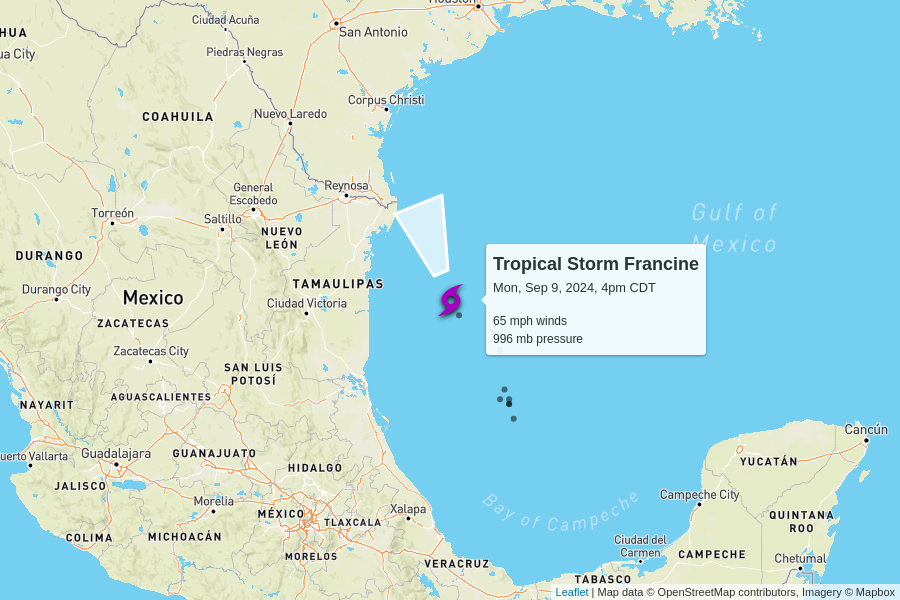 Houston
Ciudad Acuña
San Antonio
HUA
ua City
Piedras Negras
Corpus Christi
COAHUILA
Nuevo Laredo
General
Escobedo
Reynosa
Torreón
Saltillo
NUEVO
LEÓN
Gulf of
Mexico
DURANGO
TAMAULIPAS
Tropical Storm Francine
Mon, Sep 9, 2024, 4pm CDT
65 mph winds
996 mb pressure
Durango City
Mexico
Ciudad Victoria
ZACATECAS
Zacatecas City
SAN LUIS
POTOSÍ
AGUASCALIENTES
NAYARIT
Cancún
uerto Vallarta
Guadalajara
GUANAJUATO
HIDALGO
YUCATÁN
JALISCO
Morelia
MÉXICO
TLAXCALA
Xalapa
Bay of Campeche
Campeche City
QUINTANA
ROO
COLIMA
MICHOACÁN
MORELOS
VERACRUZ
Ciudad del
Carmen
CAMPECHE
Chetumal
TABASCO
Leaflet | Map data © OpenStreetMap contributors, Imagery © Mapbox